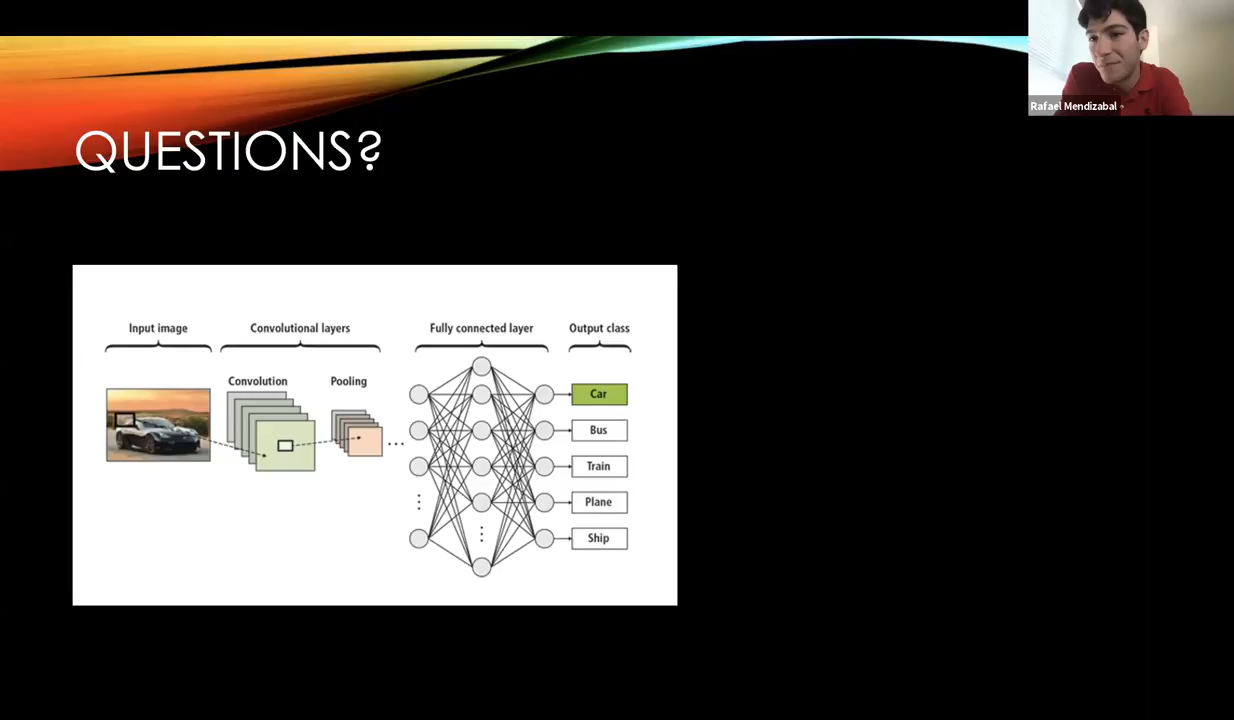 Rafael Mendizabal
QUESTIONS?
Input image
Convolutional layers
Fully connected layer
Output class
Convolution
Pooling
Car
Bus
Train
Plane
Ship